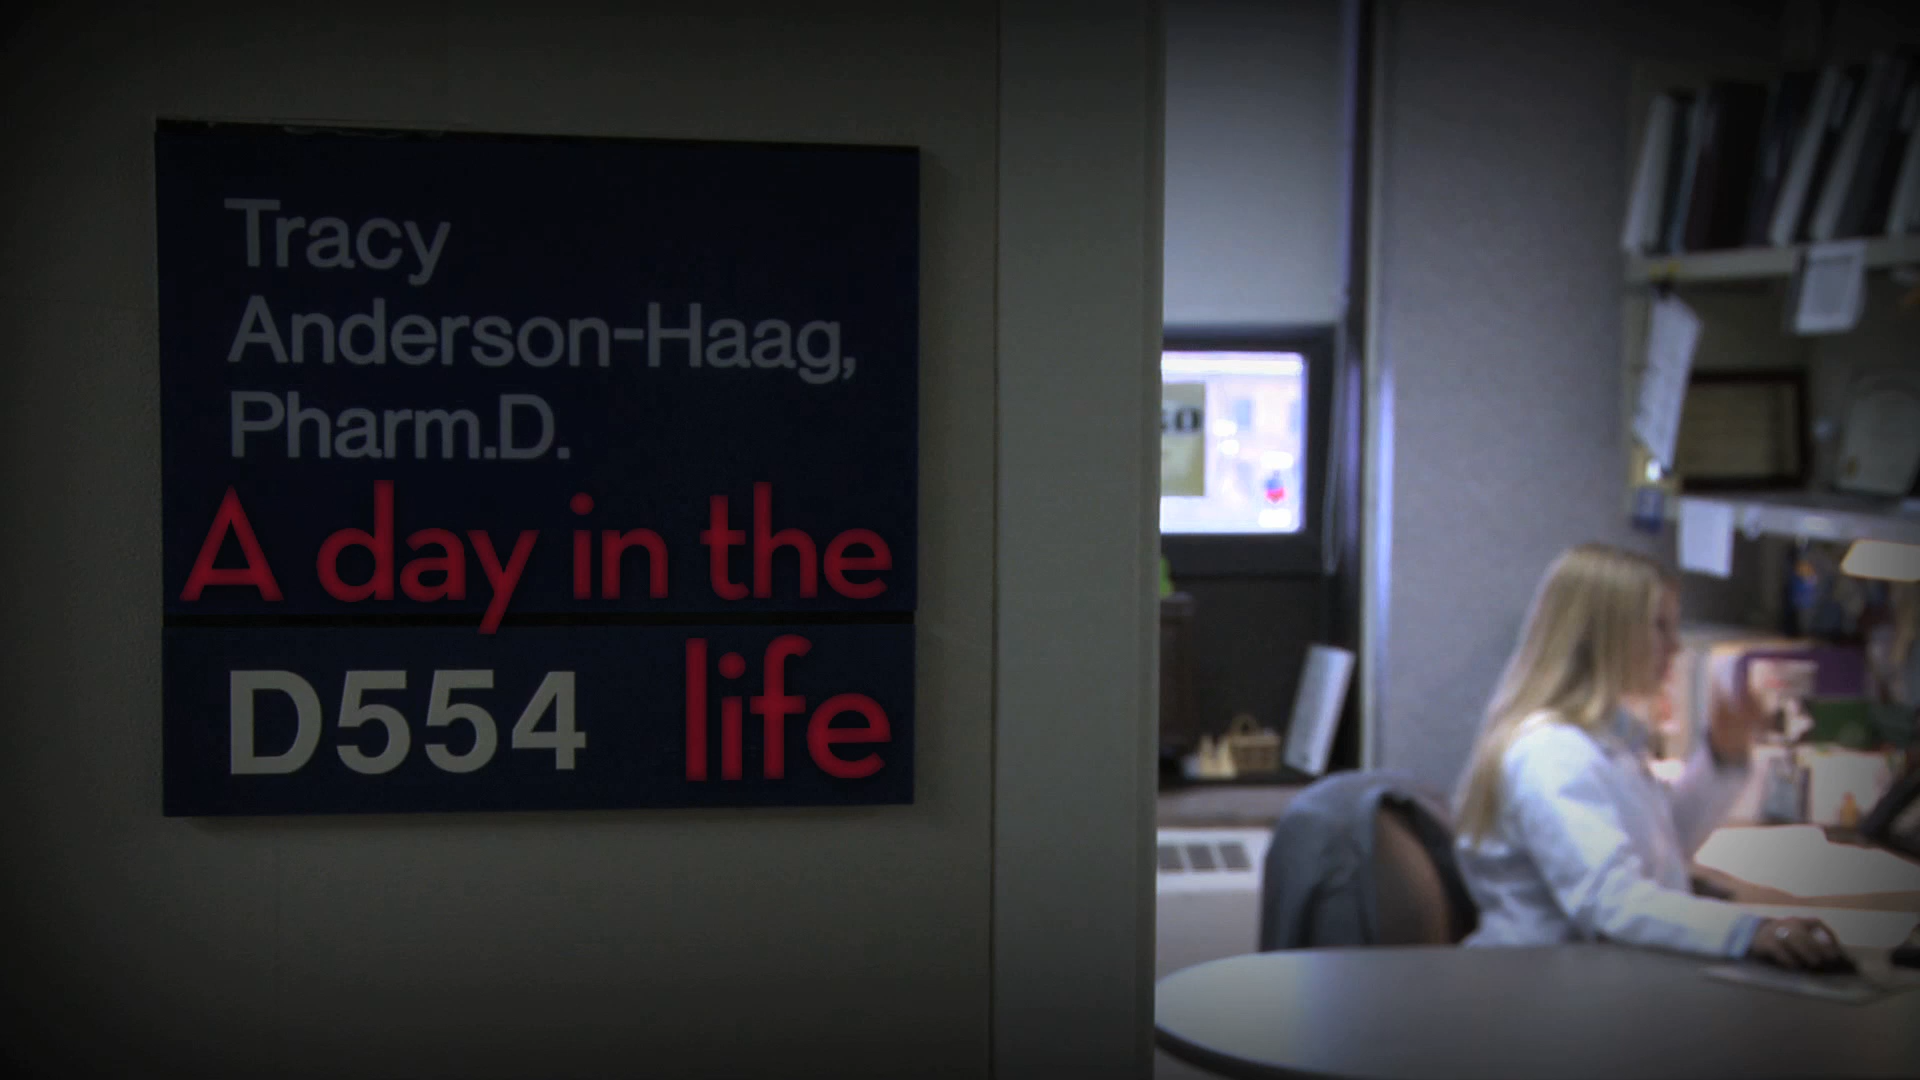 Tracy
Anderson-Haag,
Pharm.D.
A day in the
life
D554